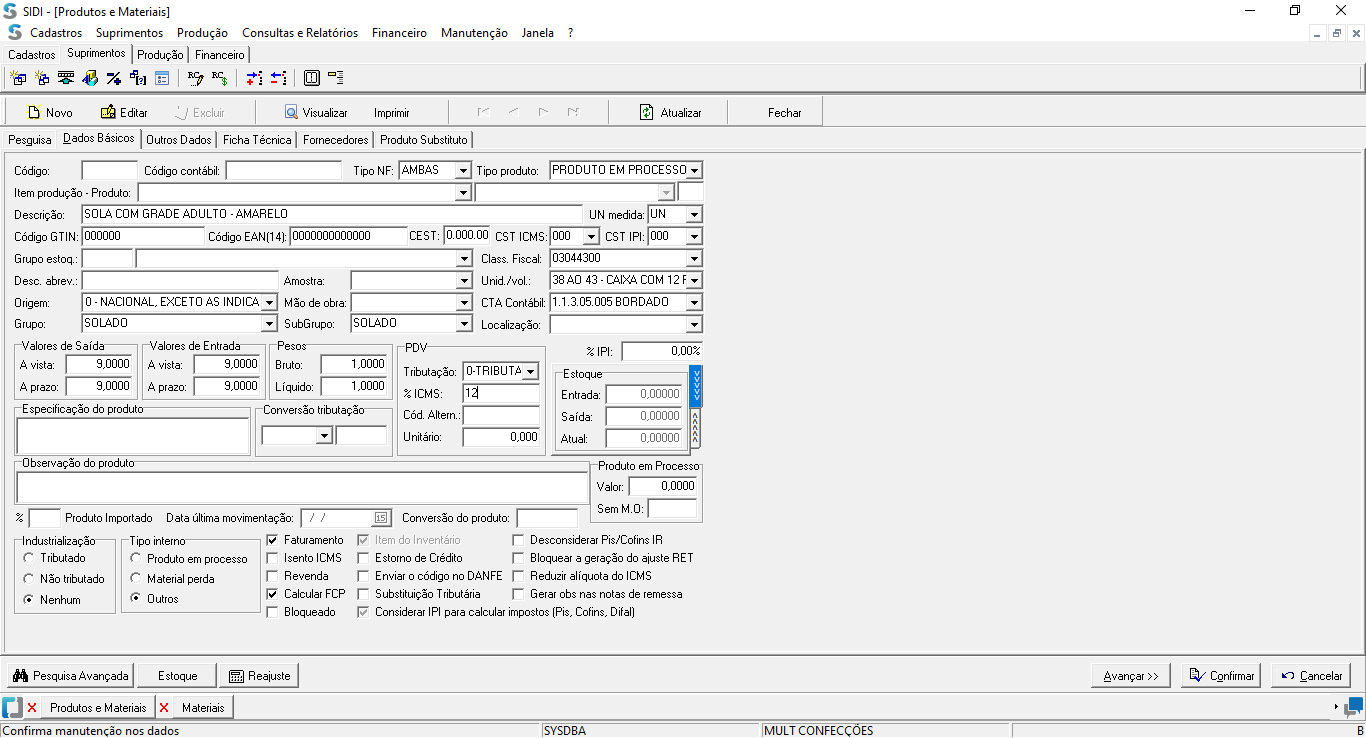 SIDI - [Produtos e Materiais]
Cadastros Suprimentos Produção Consultas e Relatórios Financeiro Manutenção Janela ?
Cadastros Suprimentos Produção Financeiro
Novo Editar Excluir Visualizar Imprimir Atualizar Fechar
Pesquisa Dados Básicos Outros Dados Ficha Técnica Fornecedores Produto Substituto
Código: Código contábil: Tipo NF: AMBAS Tipo produto: PRODUTO EM PROCESSO
Item produção - Produto:
Descrição: SOLA COM GRADE ADULTO - AMARELO UN medida: UN
Código GTIN: 000000 Código EAN(14): 0000000000000 CEST: 0.000.00 CST ICMS: 000 CST IPI: 000
Grupo estoq.: Class. Fiscal: 03044300
Desc. abrev.: Amostra: Unid./vol.: 38 AO 43 - CAIXA COM 12 F
Origem: 0 - NACIONAL, EXCETO AS INDICA Mão de obra: CTA Contábil: 1.1.3.05.005 BORDADO
Grupo: SOLADO SubGrupo: SOLADO Localização:
Valores de Saída Valores de Entrada Pesos PDV % IPI: 0,00%
A vista: 9,0000 A vista: 9,0000 Bruto: 1,0000 Tributação: 0-TRIBUTA Estoque
A prazo: 9,0000 A prazo: 9,0000 Líquido: 1,0000 % ICMS: 12 Entrada: 0,00000
Especificação do produto Conversão tributação Cód. Altern.: Saída: 0,00000
Unitário: 0,000 Atual: 0,00000
Observação do produto Produto em Processo
Valor: 0,0000
Sem M.O:
% Produto Importado Data última movimentação: / / 15 Conversão do produto:
Industrialização Tipo interno Faturamento Item do Inventário Desconsiderar Pis/Cofins IR
Tributado Produto em processo Isento ICMS Estorno de Crédito Bloquear a geração do ajuste RET
Não tributado Material perda Revenda Enviar o código no DANFE Reduzir alíquota do ICMS
Nenhum Outros Calcular FCP Substituição Tributária Gerar obs nas notas de remessa
Bloqueado Considerar IPI para calcular impostos (Pis, Cofins, Difal)
Pesquisa Avançada Estoque Reajuste Avançar >> Confirmar Cancelar
Produtos e Materiais Materiais
Confirma manutenção nos dados SYSDBA MULT CONFECÇÕES B